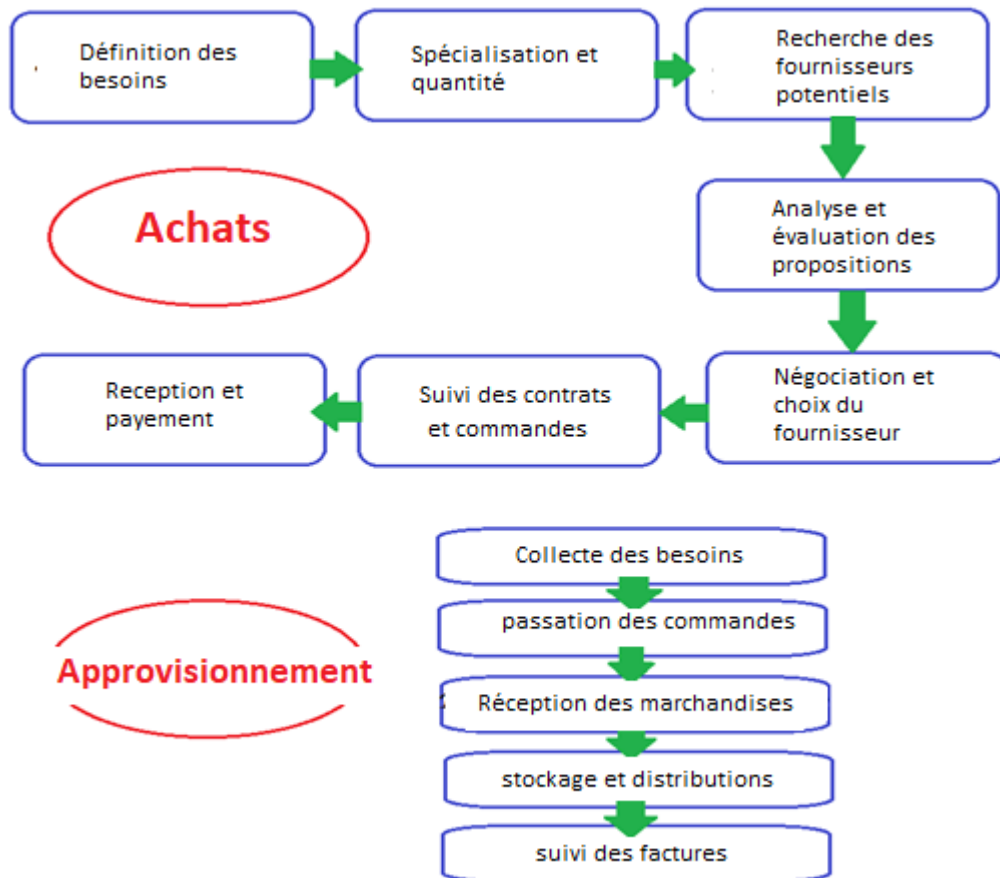 Définition des
besoins
Spécialisation et
quantité
Recherche des
fournisseurs
potentiels
Achats
Analyse et
évaluation des
propositions
Négociation et
choix du
fournisseur
Suivi des contrats
et commandes
Reception et
payement
Approvisionnement
Collecte des besoins
passation des commandes
Réception des marchandises
stockage et distributions
suivi des factures